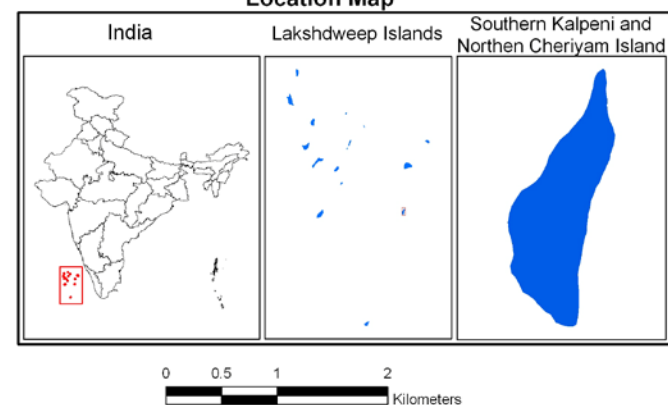 Location Map
India
Lakshdweep Islands
Southern Kalpeni and
Northen Cheriyam Island
0 0.5 1 2
Kilometers